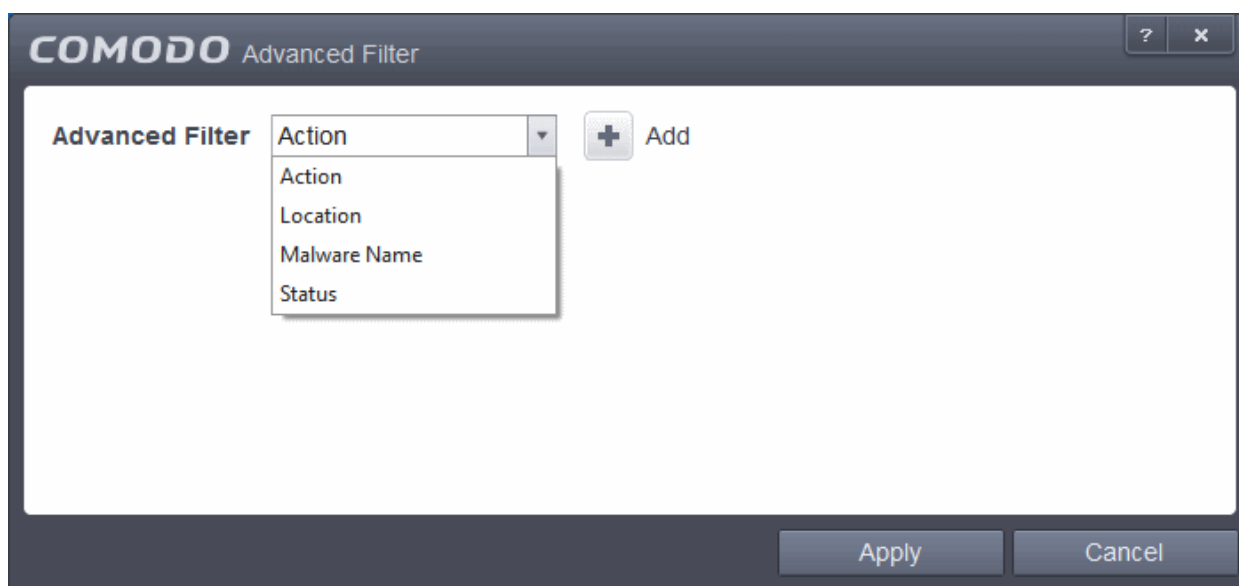 COMODO Advanced Filter ? ×
Advanced Filter Action + Add
Action
Location
Malware Name
Status
Apply Cancel